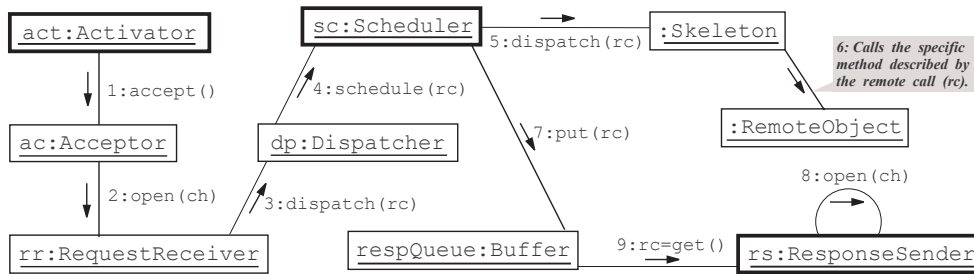 act:Activator
sc:Scheduler
:Skeleton
5:dispatch(rc)
6: Calls the specific
method described by
the remote call (rc).
1:accept()
4:schedule(rc)
:RemoteObject
7:put(rc)
ac:Acceptor
dp:Dispatcher
8:open(ch)
2:open(ch)
3:dispatch(rc)
rr:RequestReceiver
respQueue:Buffer
9:rc=get()
rs:ResponseSender